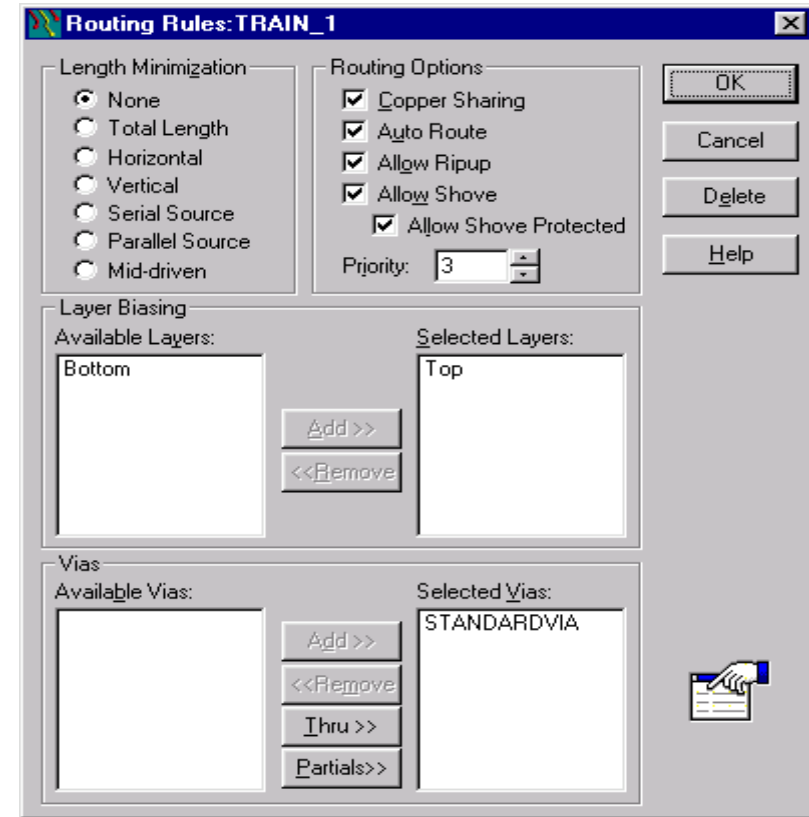 Routing Rules:TRAIN_1
Length Minimization
None
Total Length
Horizontal
Vertical
Serial Source
Parallel Source
Mid-driven
Routing Options
Copper Sharing
Auto Route
Allow Ripup
Allow Shove
Allow Shove Protected
Priority: 3
OK
Cancel
Delete
Help
Layer Biasing
Available Layers:
Bottom
Add >>
<<Remove
Selected Layers:
Top
Vias
Available Vias:
Add >>
<<Remove
Thru >>
Partials>>
Selected Vias:
STANDARDVIA